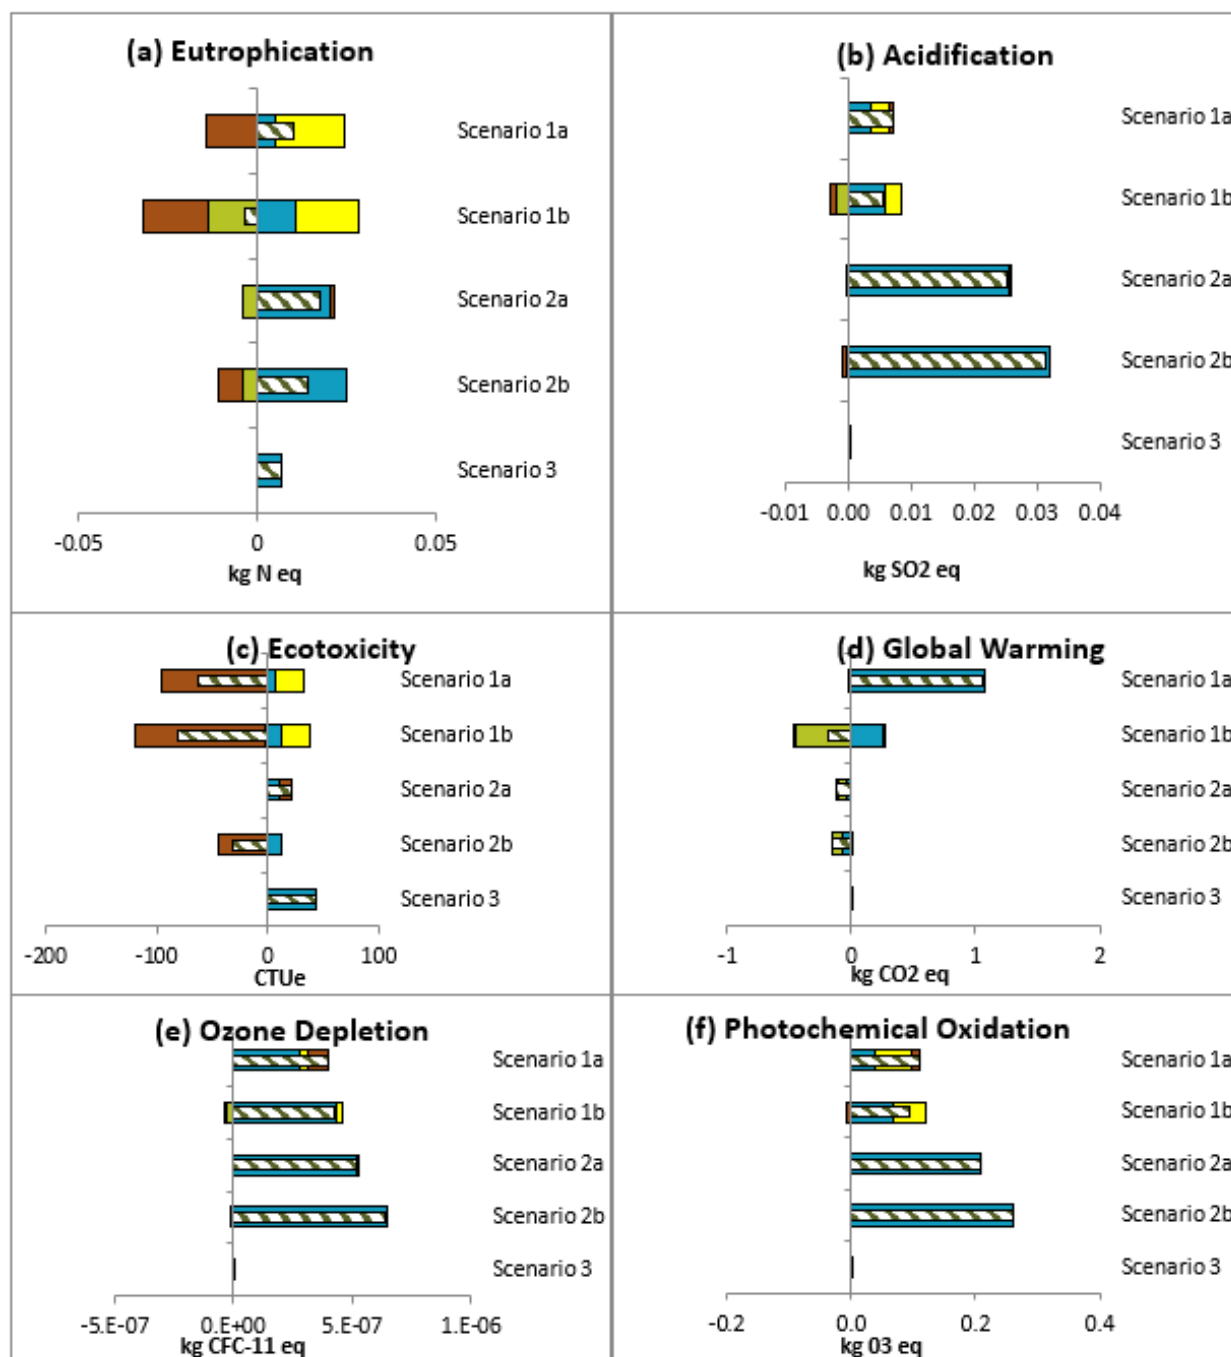 (a) Eutrophication
Scenario 1a
Scenario 1b
Scenario 2a
Scenario 2b
Scenario 3
-0.05 0 0.05
kg N eq
(b) Acidification
Scenario 1a
Scenario 1b
Scenario 2a
Scenario 2b
Scenario 3
-0.01 0.00 0.01 0.02 0.03 0.04
kg SO2 eq
(c) Ecotoxicity
Scenario 1a
Scenario 1b
Scenario 2a
Scenario 2b
Scenario 3
-200 -100 0 100
CTUe
(d) Global Warming
Scenario 1a
Scenario 1b
Scenario 2a
Scenario 2b
Scenario 3
-1 0 1 2
kg CO2 eq
(e) Ozone Depletion
Scenario 1a
Scenario 1b
Scenario 2a
Scenario 2b
Scenario 3
-5.E-07 0.E+00 5.E-07 1.E-06
kg CFC-11 eq
(f) Photochemical Oxidation
Scenario 1a
Scenario 1b
Scenario 2a
Scenario 2b
Scenario 3
-0.2 0.0 0.2 0.4
kg 03 eq